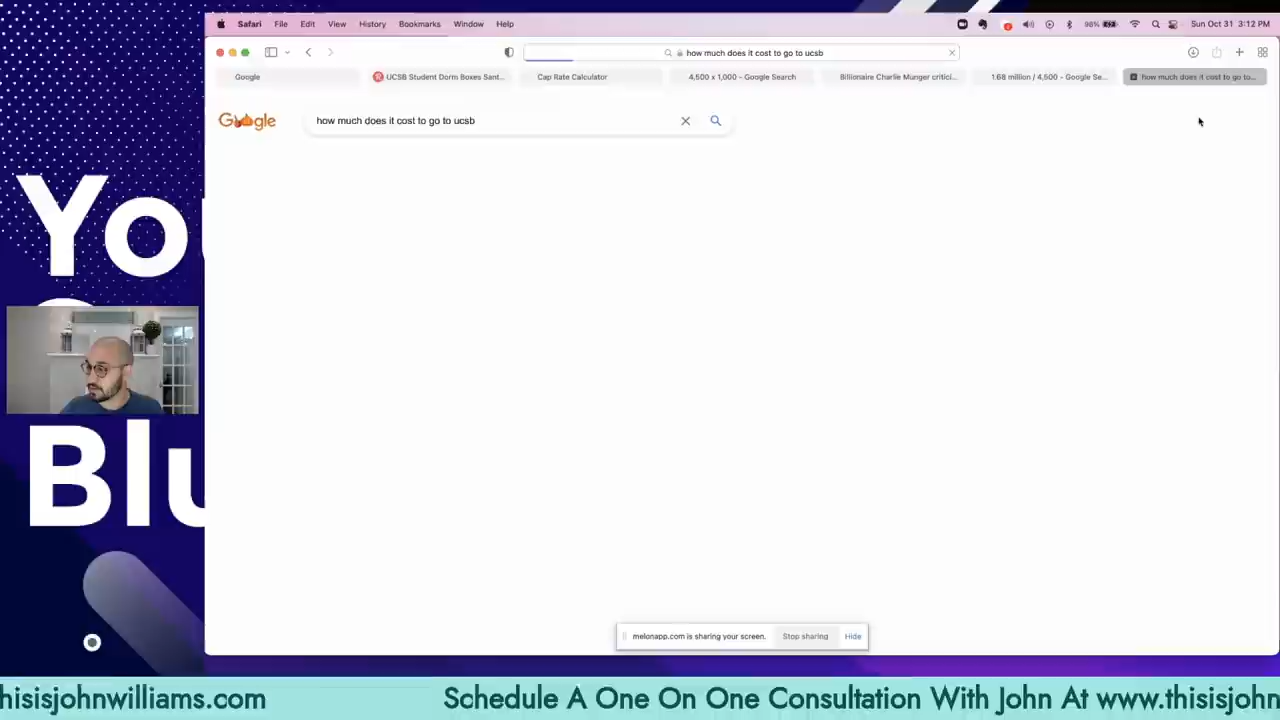 Safari File Edit View History Bookmarks Window Help
98% Sun Oct 31 3:12 PM
how much does it cost to go to ucsb
Google
UCSB Student Dorm Boxes Sant...
Cap Rate Calculator
4,500 x 1,000 - Google Search
Billionaire Charlie Munger critici...
1.68 million / 4,500 - Google Se...
how much does it cost to go to...
Google
how much does it cost to go to ucsb
You
Blu
melonapp.com is sharing your screen. Stop sharing Hide
hisisjohnwilliams.com Schedule A One On One Consultation With John At www.thisisjohn